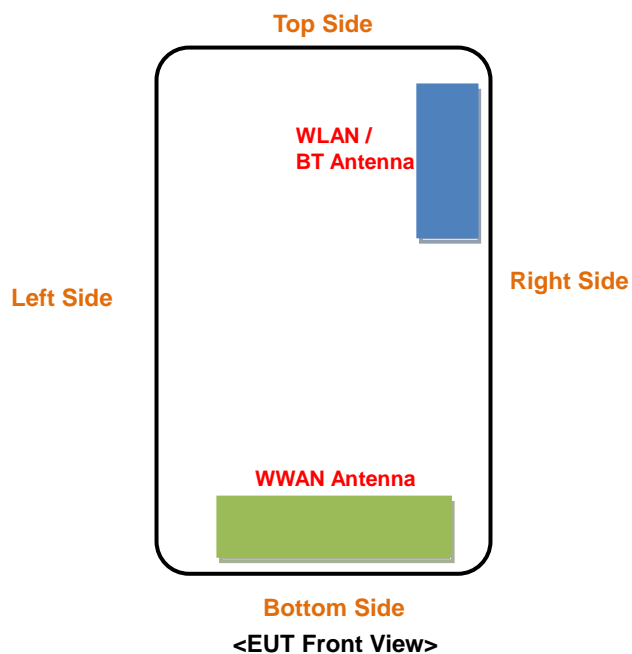 Top Side
WLAN /
BT Antenna
Left Side
Right Side
WWAN Antenna
Bottom Side
<EUT Front View>